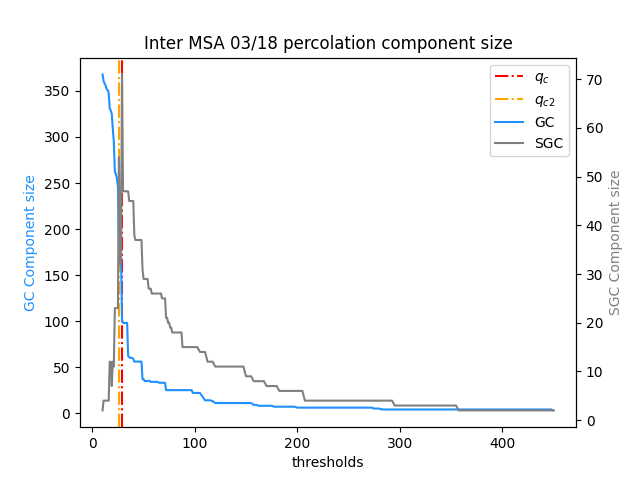 Inter MSA 03/18 percolation component size
GC Component size
350
300
250
200
150
100
50
0
70
60
50
40
30
20
10
0
SGC Component size
q_c
q_{c2}
GC
SGC
0 100 200 300 400
thresholds